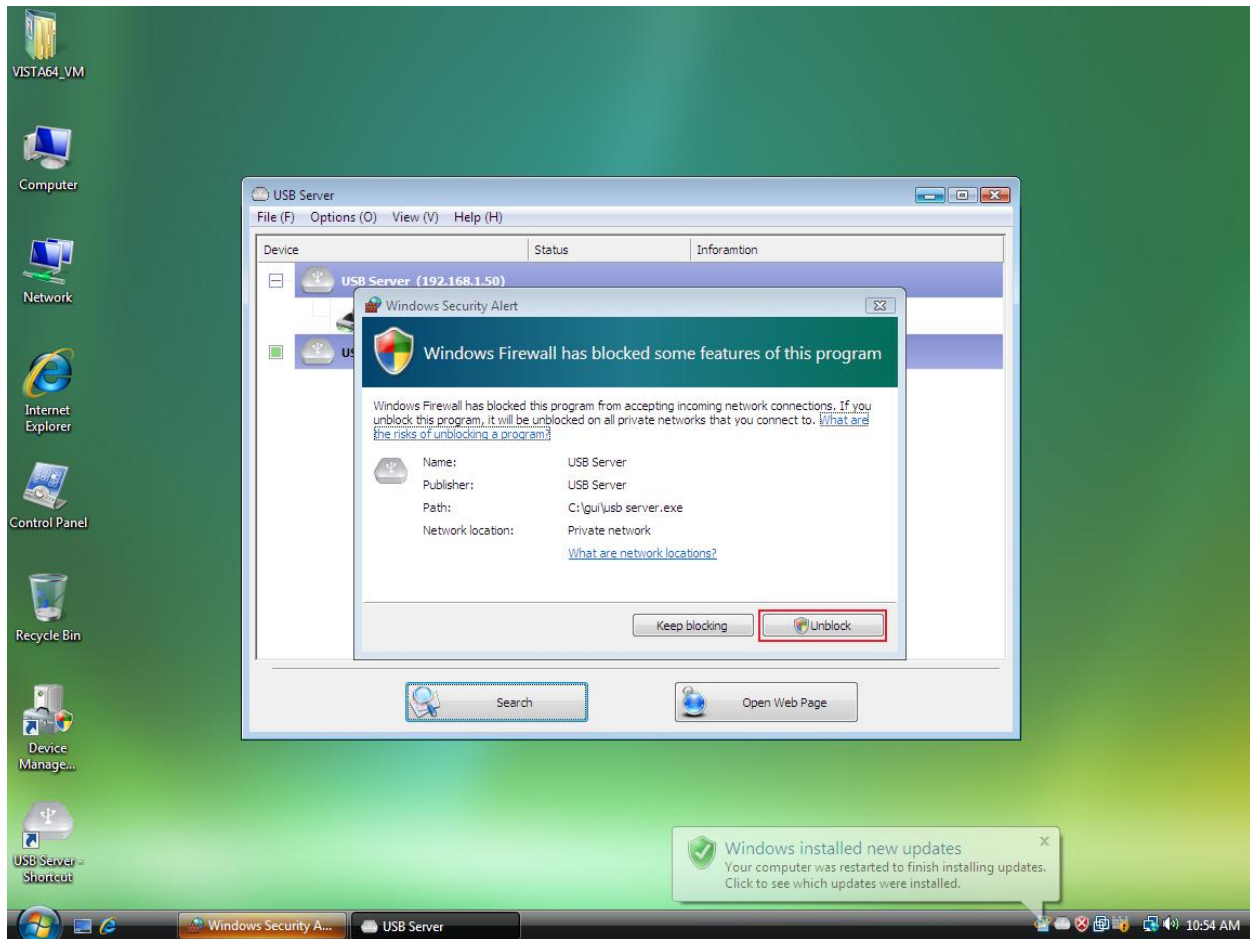 VISTA64_VM
Computer
Network
Internet
Explorer
Control Panel
Recycle Bin
Device
Manage...
USB Server -
Shortcut
USB Server
File (F) Options (O) View (V) Help (H)
Device Status Inforamtion
USB Server (192.168.1.50)
Windows Security Alert
Windows Firewall has blocked some features of this program
Windows Firewall has blocked this program from accepting incoming network connections. If you
unblock this program, it will be unblocked on all private networks that you connect to. What are
the risks of unblocking a program?
Name: USB Server
Publisher: USB Server
Path: C:\gui\usb server.exe
Network location: Private network
What are network locations?
Keep blocking Unblock
Search Open Web Page
Windows installed new updates
Your computer was restarted to finish installing updates.
Click to see which updates were installed.
Windows Security A... USB Server 10:54 AM